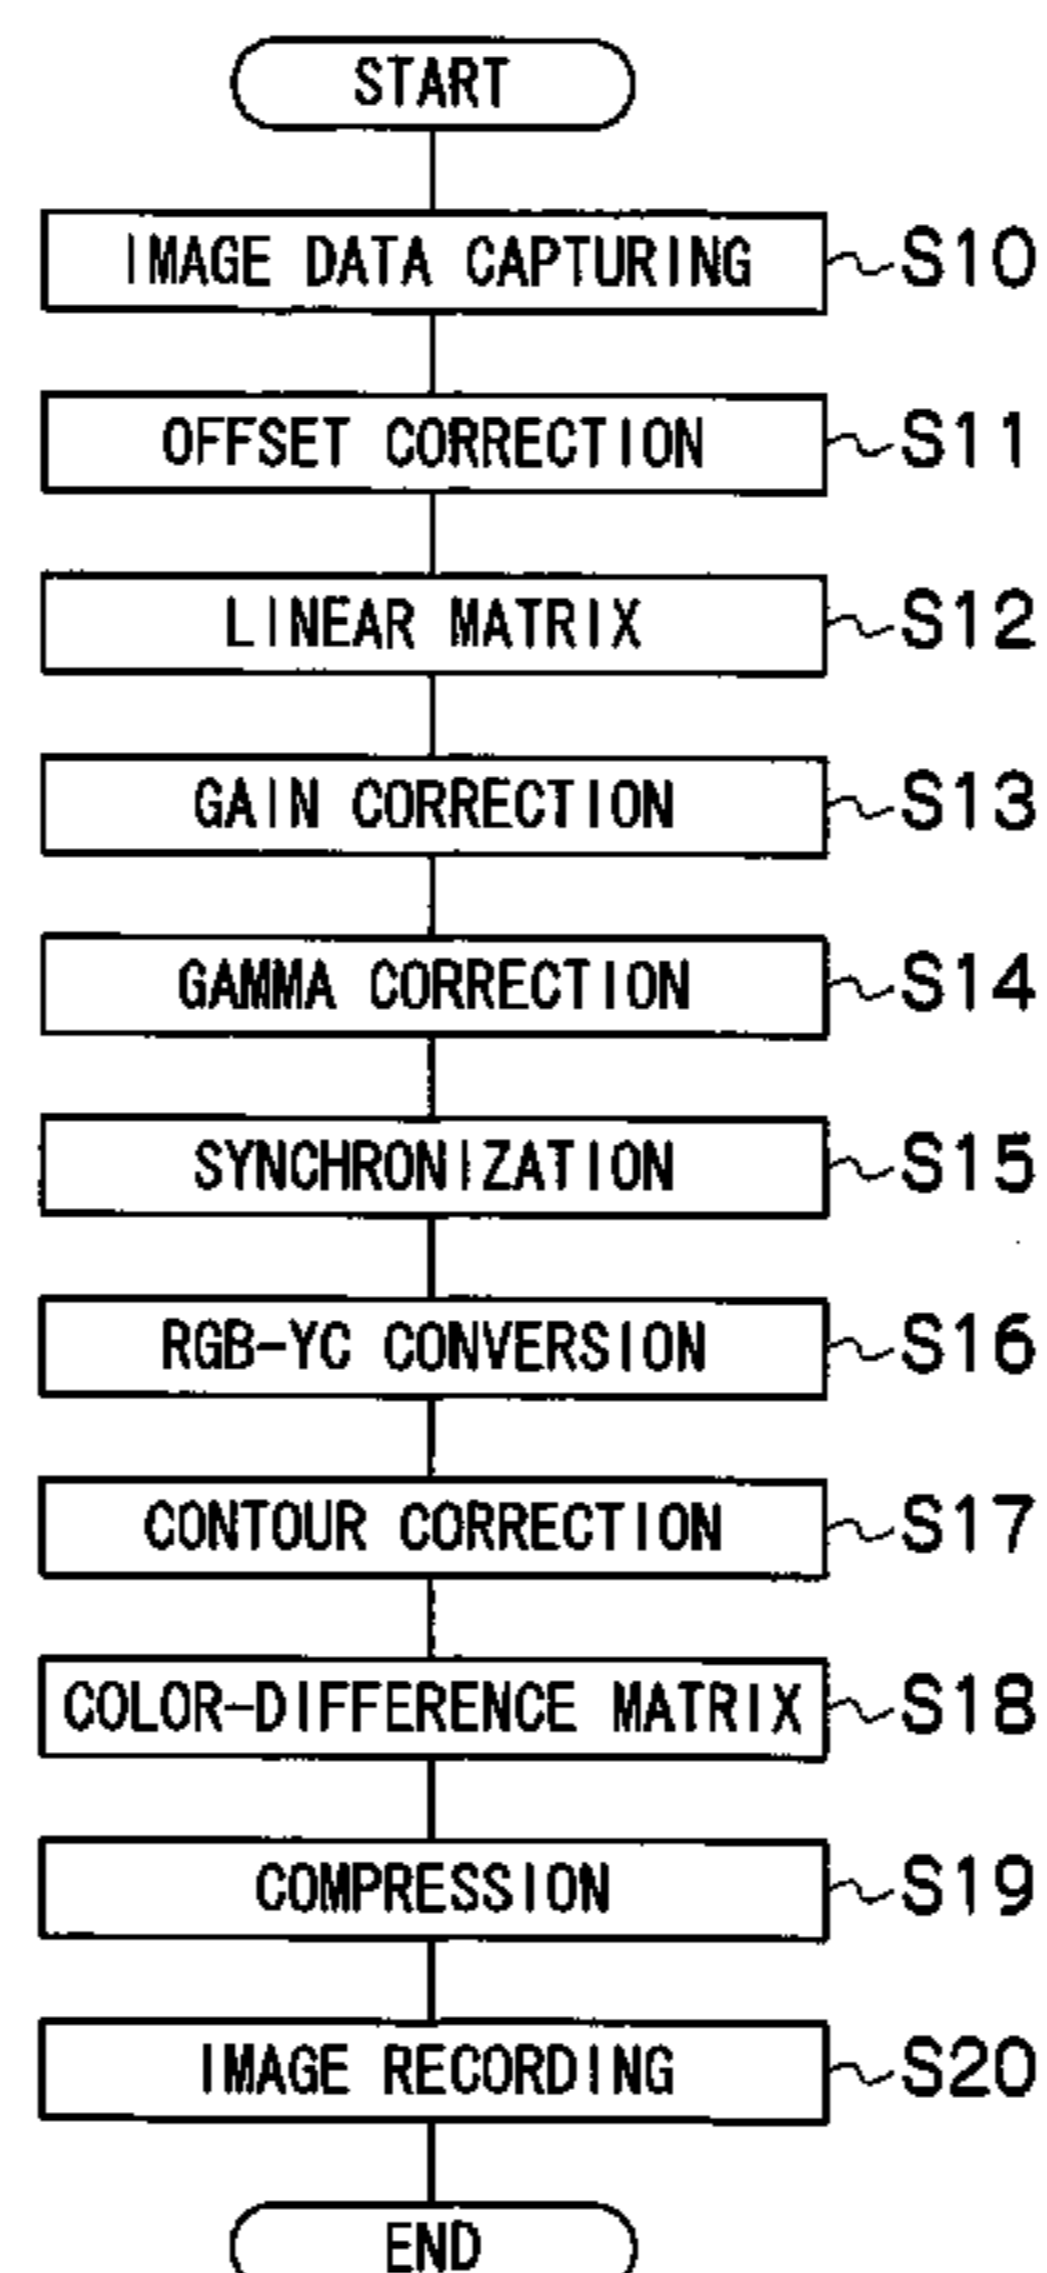 START
IMAGE DATA CAPTURING S10
OFFSET CORRECTION S11
LINEAR MATRIX S12
GAIN CORRECTION S13
GAMMA CORRECTION S14
SYNCHRONIZATION S15
RGB-YC CONVERSION S16
CONTOUR CORRECTION S17
COLOR-DIFFERENCE MATRIX S18
COMPRESSION S19
IMAGE RECORDING S20
END